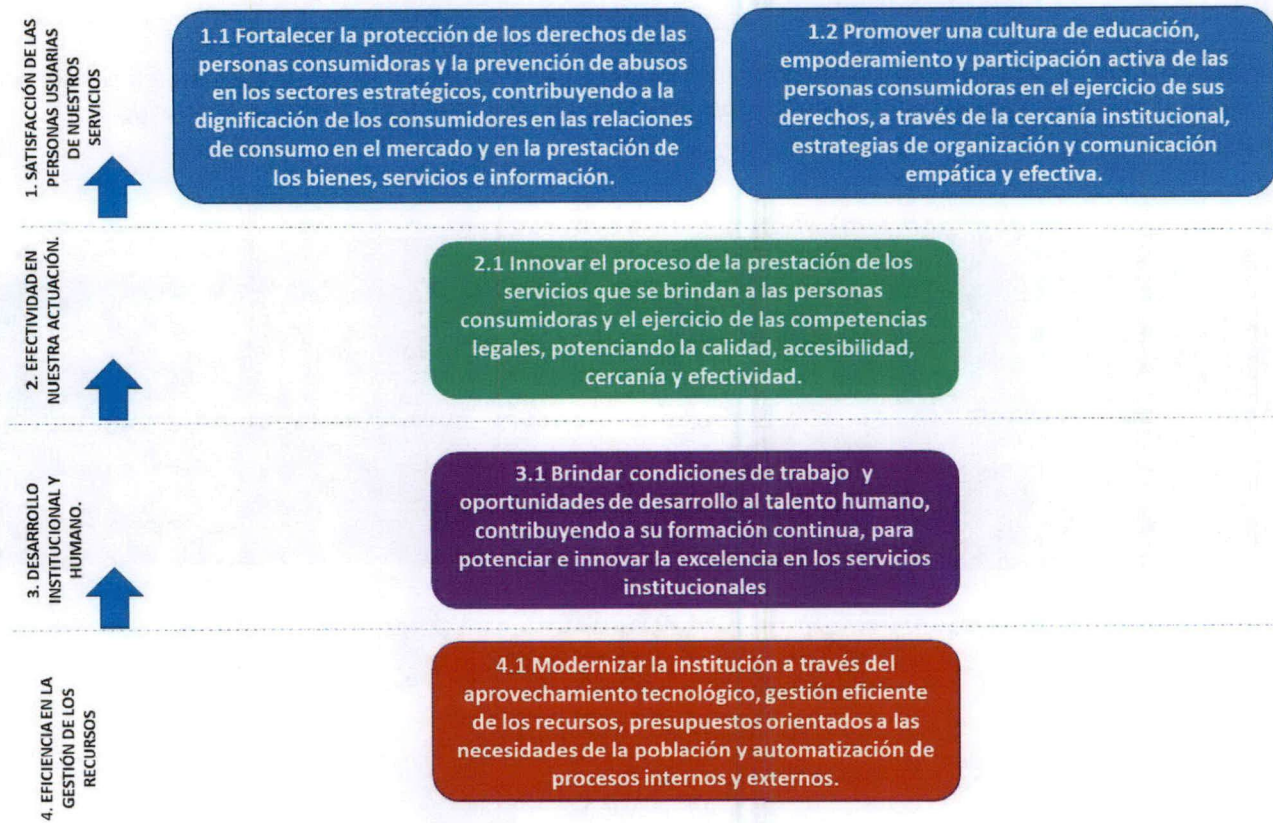 1. SATISFACCIÓN DE LAS
PERSONAS USUARIAS
DE NUESTROS
SERVICIOS
1.1 Fortalecer la protección de los derechos de las
personas consumidoras y la prevención de abusos
en los sectores estratégicos, contribuyendo a la
dignificación de los consumidores en las relaciones
de consumo en el mercado y en la prestación de
los bienes, servicios e información.
1.2 Promover una cultura de educación,
empoderamiento y participación activa de las
personas consumidoras en el ejercicio de sus
derechos, a través de la cercanía institucional,
estrategias de organización y comunicación
empática y efectiva.
2. EFECTIVIDAD EN
NUESTRA ACTUACIÓN.
2.1 Innovar el proceso de la prestación de los
servicios que se brindan a las personas
consumidoras y el ejercicio de las competencias
legales, potenciando la calidad, accesibilidad,
cercanía y efectividad.
3. DESARROLLO
INSTITUCIONAL Y
HUMANO.
3.1 Brindar condiciones de trabajo y
oportunidades de desarrollo al talento humano,
contribuyendo a su formación continua, para
potenciar e innovar la excelencia en los servicios
institucionales
4. EFICIENCIA EN LA
GESTIÓN DE LOS
RECURSOS
4.1 Modernizar la institución a través del
aprovechamiento tecnológico, gestión eficiente
de los recursos, presupuestos orientados a las
necesidades de la población y automatización de
procesos internos y externos.